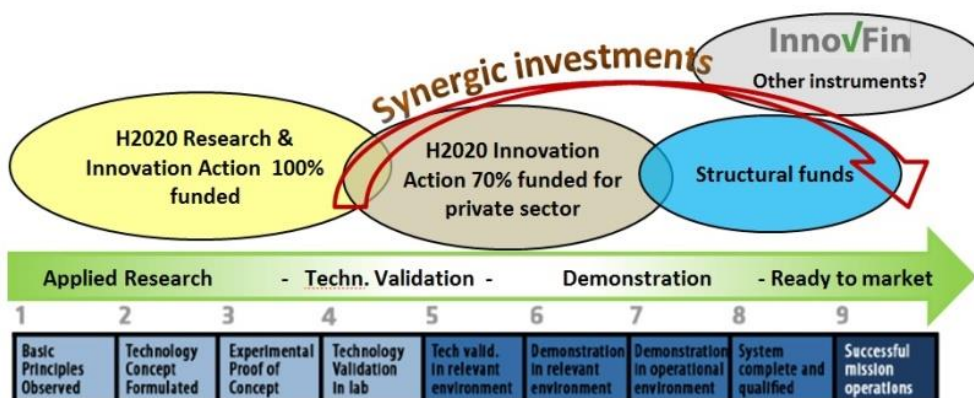 InnovFin
Other instruments?
Synergic investments
H2020 Research &
Innovation Action 100%
funded
H2020 Innovation
Action 70% funded for
private sector
Structural funds
Applied Research - Techn. Validation - Demonstration - Ready to market
1 2 3 4 5 6 7 8 9
Basic
Principles
Observed
Technology
Concept
Formulated
Experimental
Proof of
Concept
Technology
Validation
in lab
Tech valid.
in relevant
environment
Demonstration
in relevant
environment
Demonstration
in operational
environment
System
complete and
qualified
Successful
mission
operations